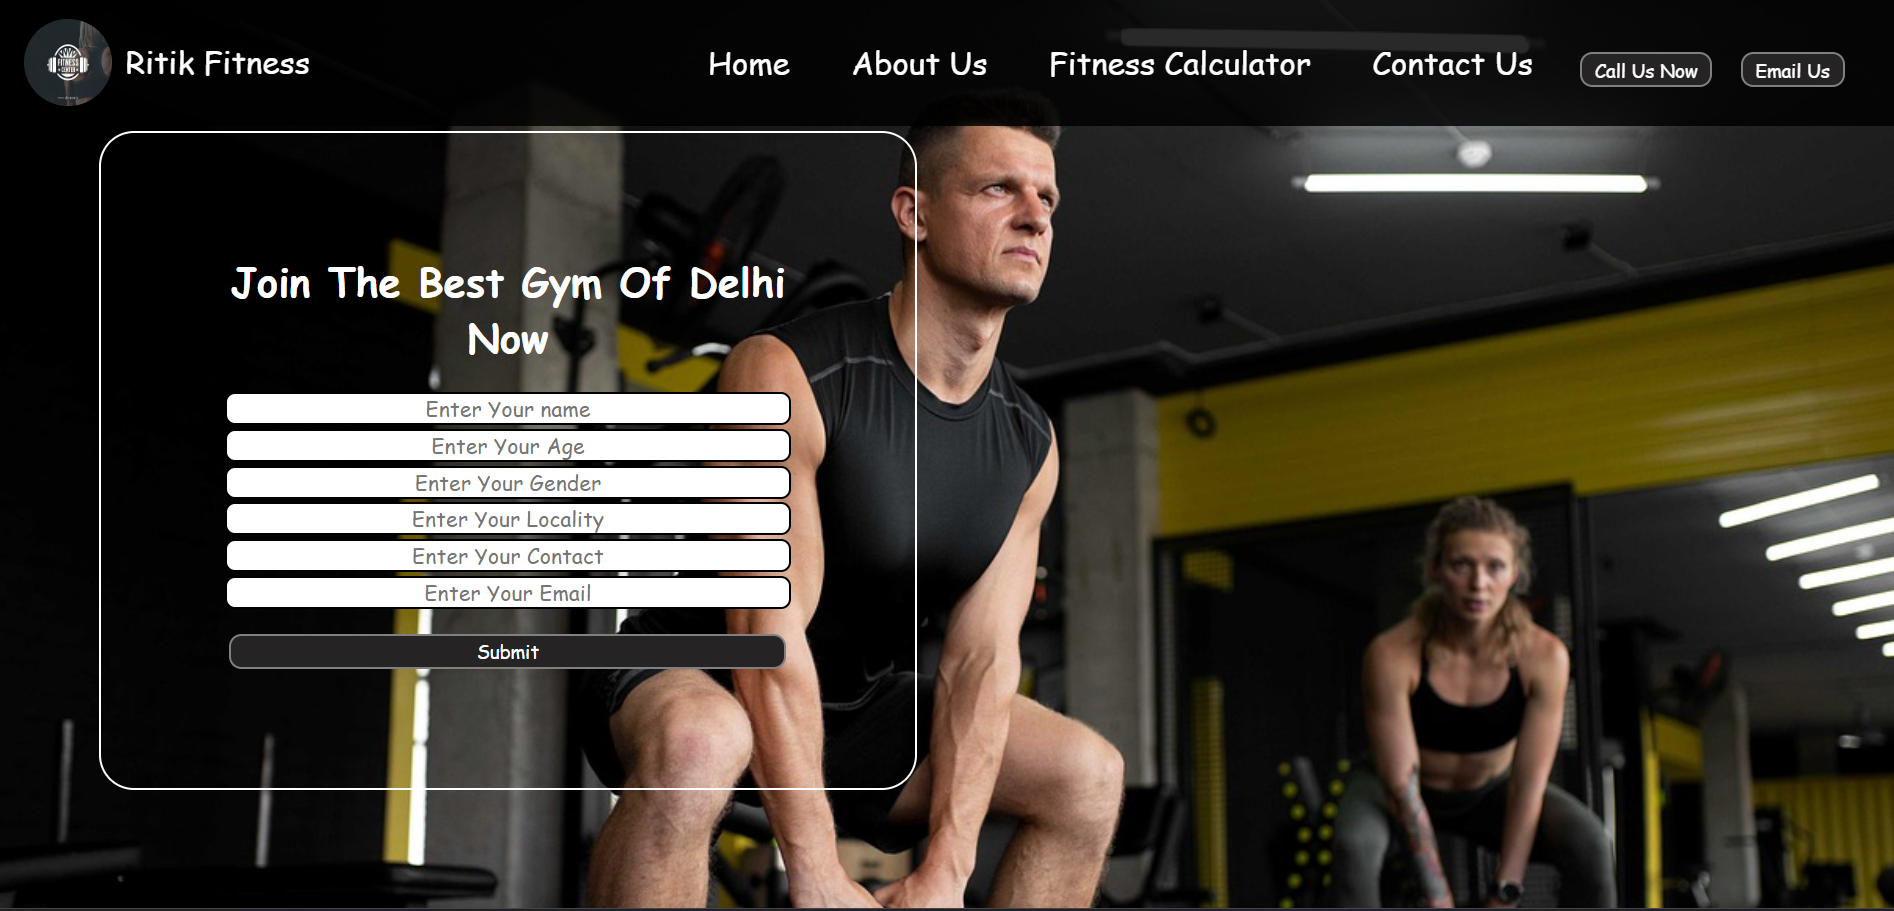 FITNESS
CENTER
Ritik Fitness
Home
About Us
Fitness Calculator
Contact Us
Call Us Now
Email Us
Join The Best Gym Of Delhi
Now
Enter Your name
Enter Your Age
Enter Your Gender
Enter Your Locality
Enter Your Contact
Enter Your Email
Submit